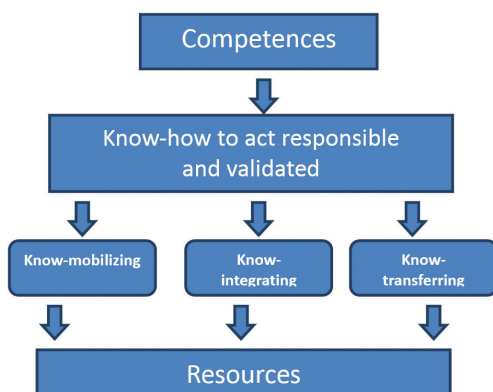 Competences
Know-how to act responsible
and validated
Know-mobilizing
Know-
integrating
Know-
transferring
Resources